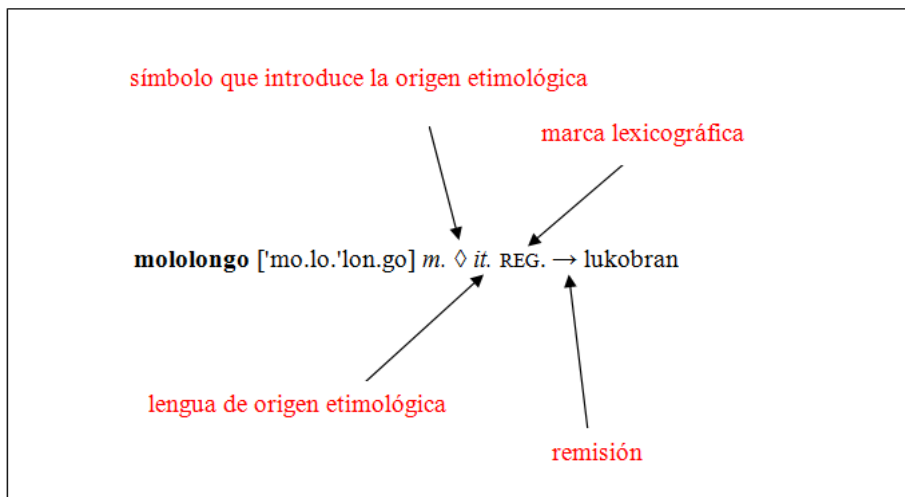 símbolo que introduce la origen etimológica
marca lexicográfica
mololongo ['mo.lo.'lon.go] m. ◊ it. REG. → lukobran
lengua de origen etimológica
remisión